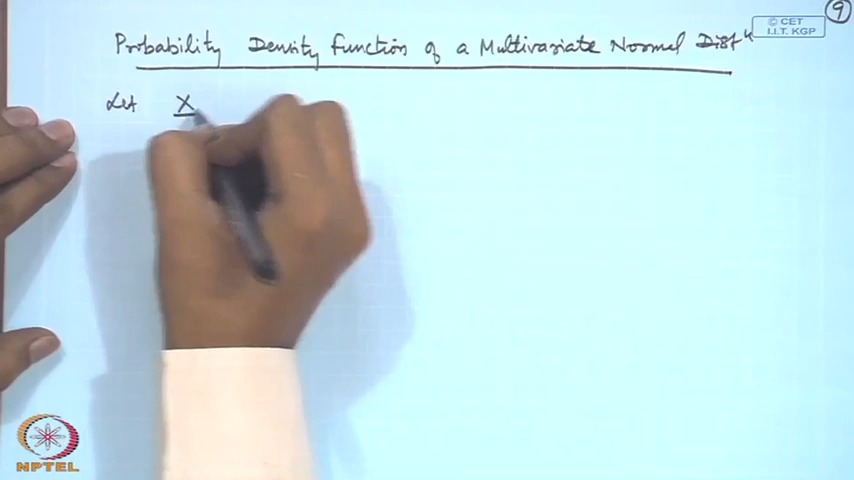 9
© CET
I.I.T. KGP
Probability Density Function of a Multivariate Normal Distⁿ
Let X
NPTEL